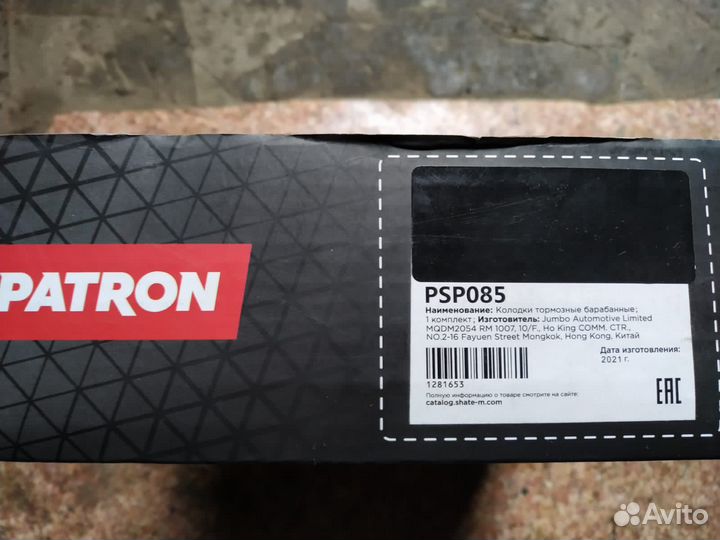 PATRON
PSP085
Наименование: Колодки тормозные барабанные;
1 комплект; Изготовитель: Jumbo Automotive Limited
MQDM2054 RM 1007, 10/F., Ho King COMM. CTR.,
NO.2-16 Fayuen Street Mongkok, Hong Kong, Китай
Дата изготовления:
2021 г.
1281653
Полную информацию о товаре смотрите на сайте:
catalog.shate-m.com
EAC
Avito